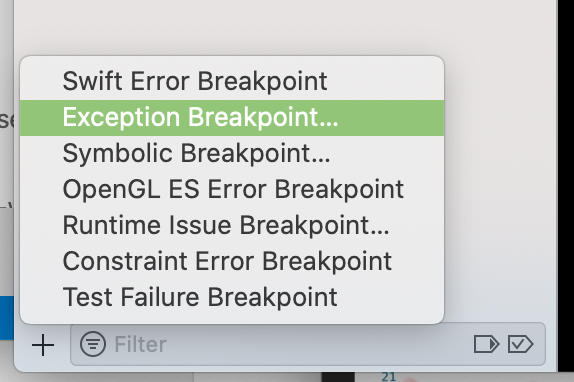 Swift Error Breakpoint
Exception Breakpoint...
Symbolic Breakpoint...
OpenGL ES Error Breakpoint
Runtime Issue Breakpoint...
Constraint Error Breakpoint
Test Failure Breakpoint
Filter
21